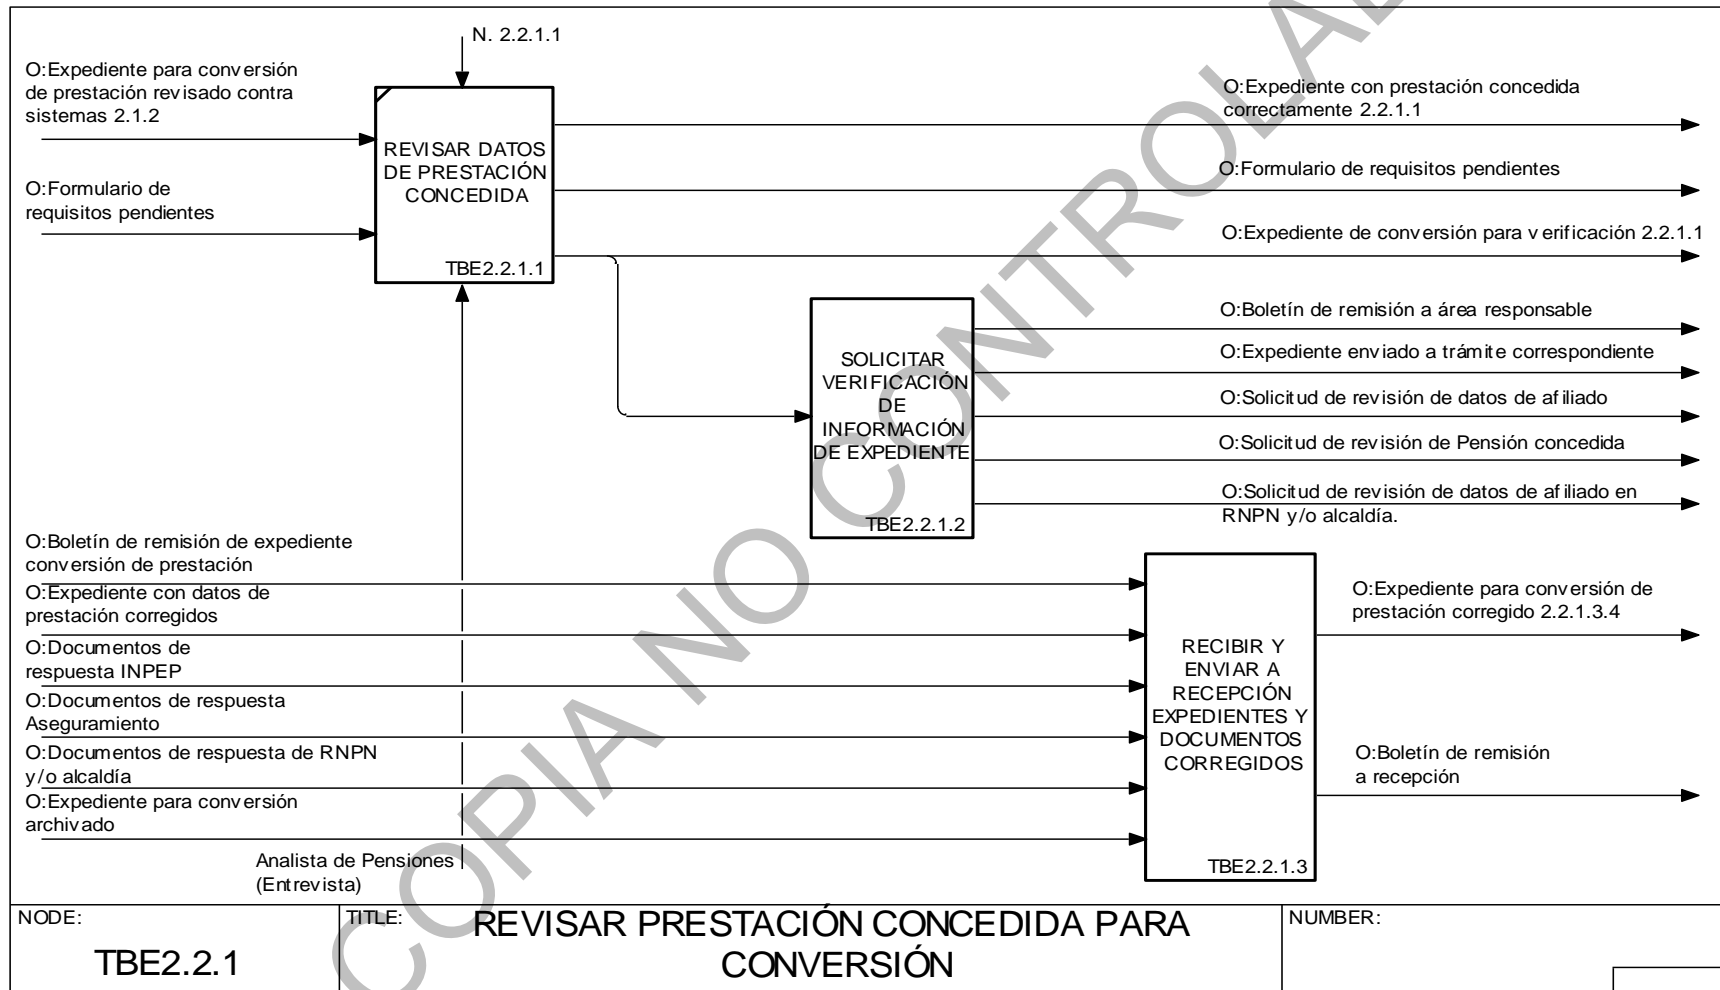 N. 2.2.1.1
O:Expediente para conversión
de prestación revisado contra
sistemas 2.1.2
O:Formulario de
requisitos pendientes
REVISAR DATOS
DE PRESTACIÓN
CONCEDIDA
TBE2.2.1.1
O:Expediente con prestación concedida
correctamente 2.2.1.1
O:Formulario de requisitos pendientes
O:Expediente de conversión para verificación 2.2.1.1
SOLICITAR
VERIFICACIÓN
DE
INFORMACIÓN
DE EXPEDIENTE
TBE2.2.1.2
O:Boletín de remisión a área responsable
O:Expediente enviado a trámite correspondiente
O:Solicitud de revisión de datos de afiliado
O:Solicitud de revisión de Pensión concedida
O:Solicitud de revisión de datos de afiliado en
RNPN y/o alcaldía.
O:Boletín de remisión de expediente
conversión de prestación
O:Expediente con datos de
prestación corregidos
O:Documentos de
respuesta INPEP
O:Documentos de respuesta
Aseguramiento
O:Documentos de respuesta de RNPN
y/o alcaldía
O:Expediente para conversión
archivado
Analista de Pensiones
(Entrevista)
RECIBIR Y
ENVIAR A
RECEPCIÓN
EXPEDIENTES Y
DOCUMENTOS
CORREGIDOS
TBE2.2.1.3
O:Expediente para conversión de
prestación corregido 2.2.1.3.4
O:Boletín de remisión
a recepción
NODE:
TBE2.2.1
TITLE:
REVISAR PRESTACIÓN CONCEDIDA PARA
CONVERSIÓN
NUMBER:
COPIA NO CONTROLAD